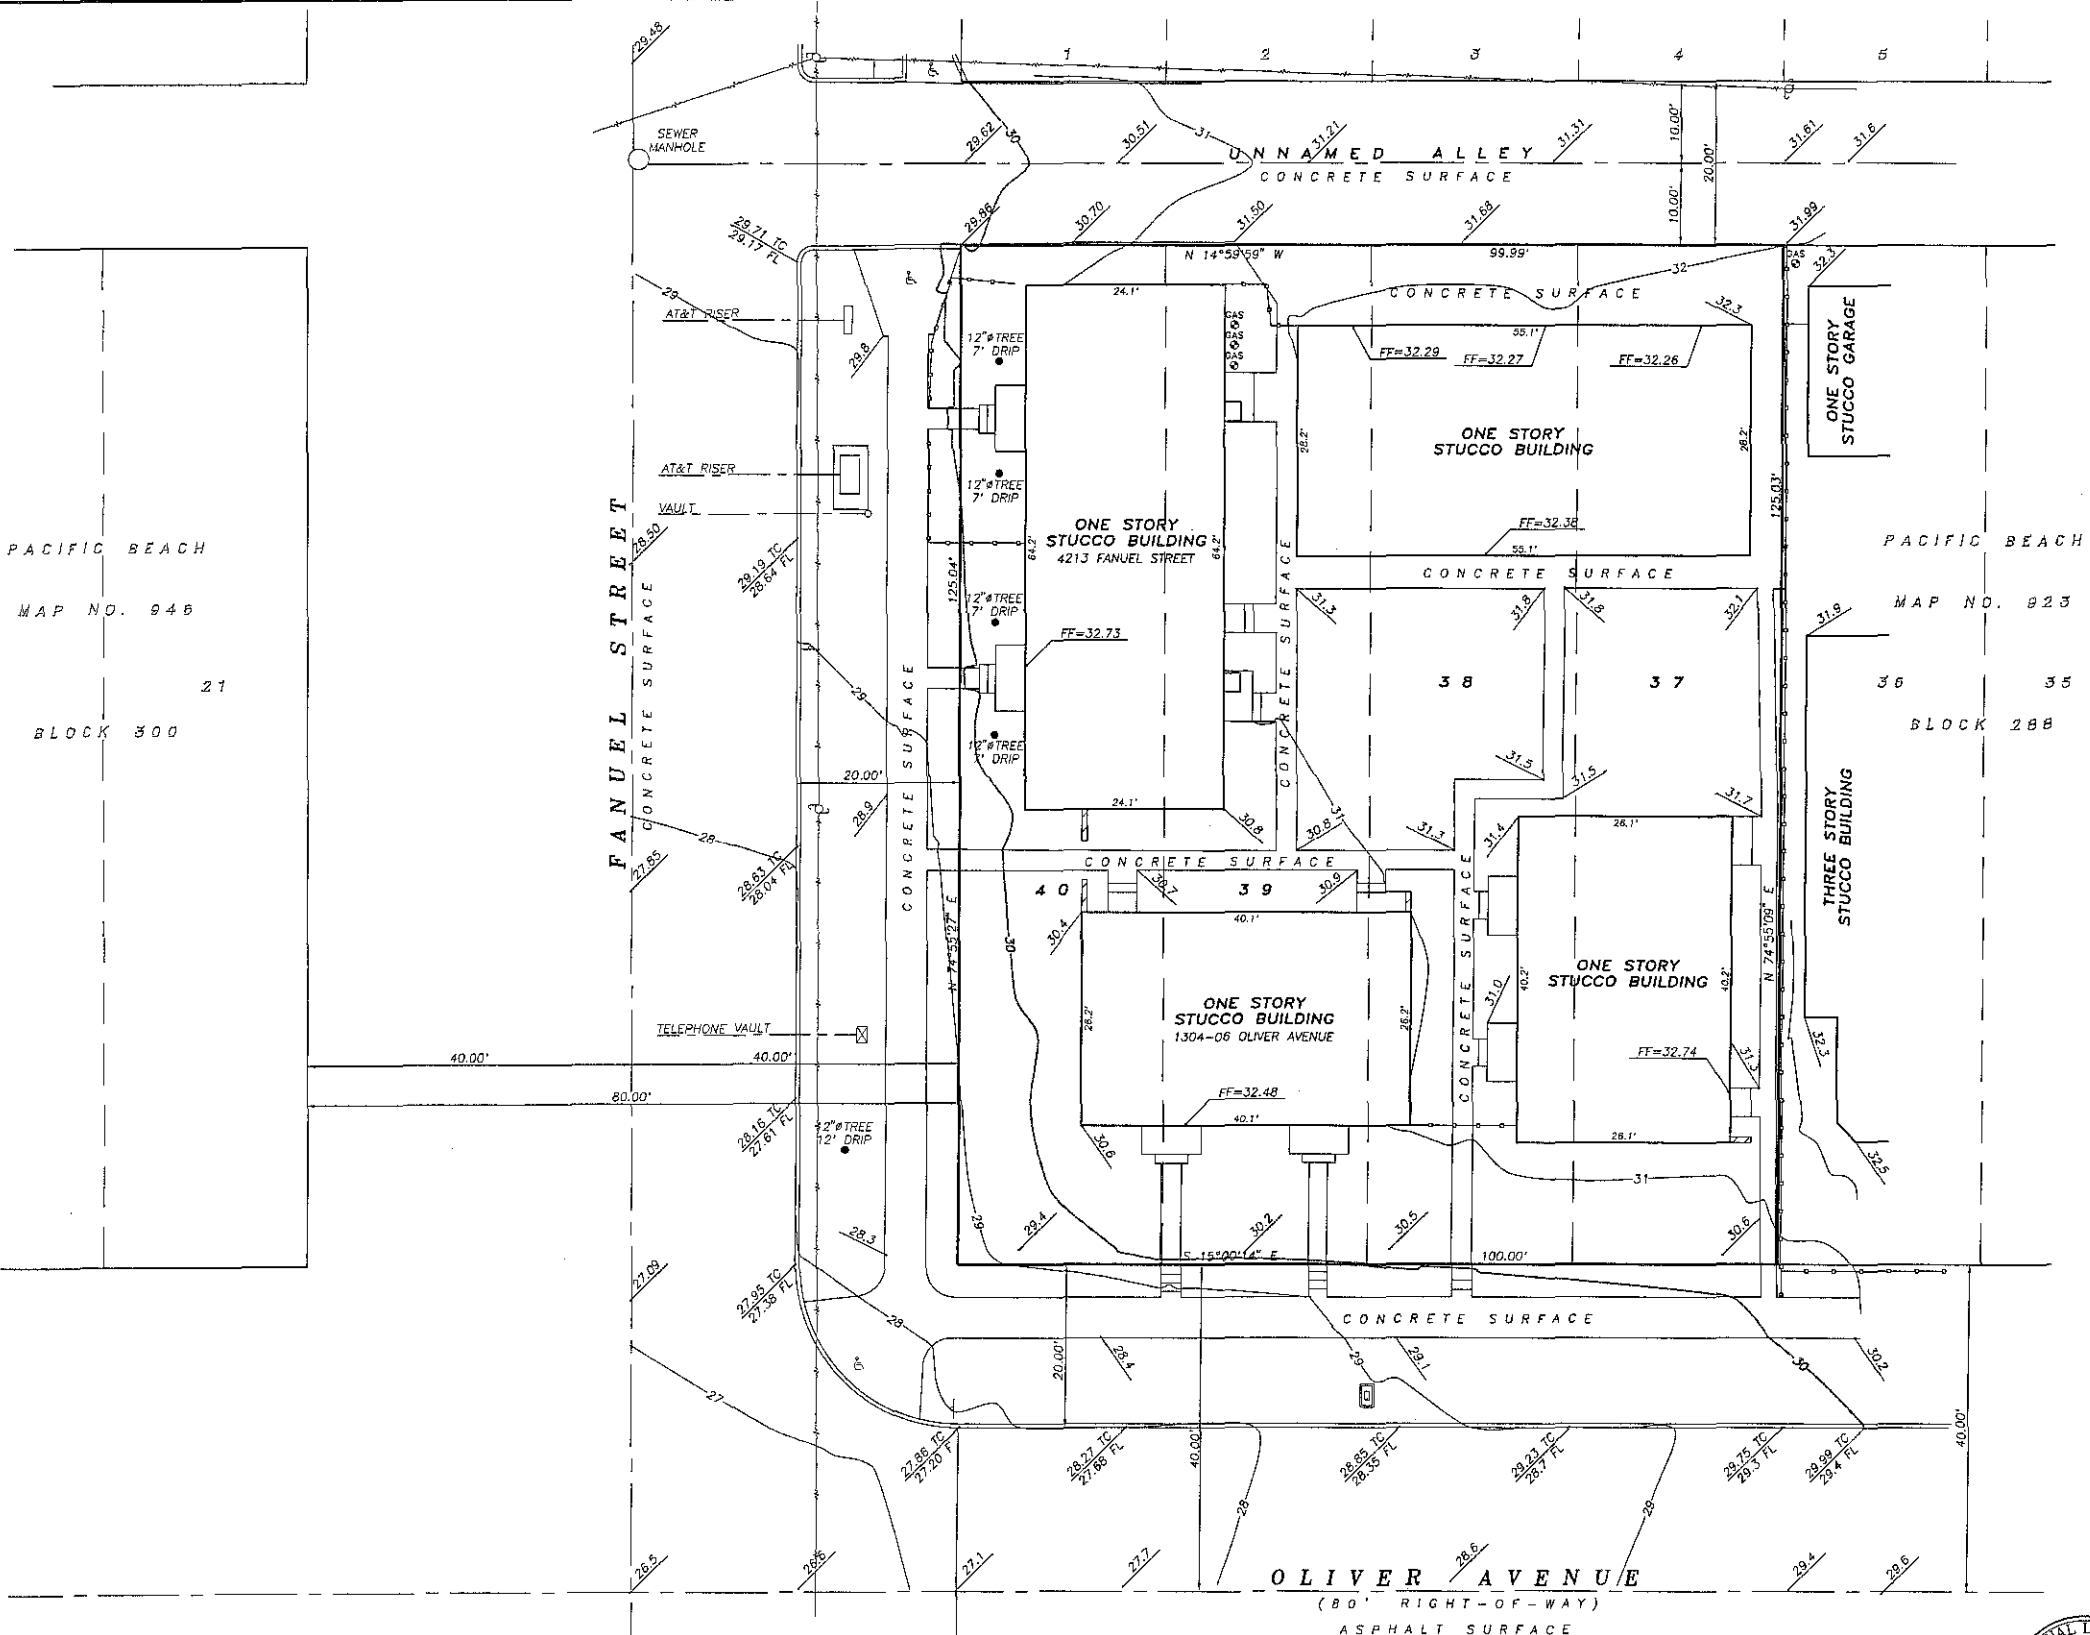 29.48
1
2
3
4
5
SEWER
MANHOLE
29.62
30
30.51
31
31.21
31.31
10.00'
20.00'
31.61
31.6
UNNAMED ALLEY
CONCRETE SURFACE
10.00'
29.71 TC
29.17 FL
29.86
30.70
31.50
31.68
31.99
N 14°59'59" W
99.99'
32
GAS
32.3
29
AT&T RISER
24.1'
CONCRETE SURFACE
32.3
ONE STORY
STUCCO GARAGE
29.8
12"⌀TREE
7' DRIP
GAS
GAS
GAS
55.1'
FF=32.29
FF=32.27
FF=32.26
28.2'
28.2'
ONE STORY
STUCCO BUILDING
AT&T RISER
12"⌀TREE
7' DRIP
VAULT
125.03'
FF=32.38
55.1'
ONE STORY
STUCCO BUILDING
4213 FANUEL STREET
64.2'
64.2'
PACIFIC BEACH
MAP NO. 946
21
BLOCK 300
FANUEL STREET
CONCRETE SURFACE
28.50
29.19 TC
28.64 FL
125.04'
CONCRETE SURFACE
PACIFIC BEACH
MAP NO. 923
36
35
BLOCK 288
12"⌀TREE
7' DRIP
FF=32.73
CONCRETE SURFACE
31.3
31.8
31.8
32.1
31.9
38
37
29
CONCRETE SURFACE
12"⌀TREE
7' DRIP
20.00'
31.5
31.5
31.7
28.9
24.1'
30.8
30.8
31
31.3
31.4
26.1'
THREE STORY
STUCCO BUILDING
28
27.85
28.63 TC
28.04 FL
CONCRETE SURFACE
40
30.7
39
30.9
40.1'
30.4
N 74°55'27" E
30
CONCRETE SURFACE
N 74°55'09" E
ONE STORY
STUCCO BUILDING
40.2'
40.2'
31.0
ONE STORY
STUCCO BUILDING
1304-06 OLIVER AVENUE
26.2'
26.2'
TELEPHONE VAULT
40.00'
40.00'
FF=32.74
32.3
80.00'
FF=32.48
40.1'
28.16 TC
27.61 FL
12' DRIP
30.6
26.1'
32.5
31
28.3
29
29.4
30.2
30.5
30.6
S 15°00'14" E
100.00'
27.09
27.95 TC
27.38 FL
28
CONCRETE SURFACE
20.00'
28.4
29
29.1
30
30.2
27
40.00'
40.00'
27.20 F
28.27 TC
27.68 FL
28.85 TC
28.35 FL
29.23 TC
28.7 FL
29.75 TC
29.3 FL
29.99 TC
29.4 FL
28
29
26.5
26.6
27.1
27.7
28.6
29.4
29.6
OLIVER AVENUE
(80' RIGHT-OF-WAY)
ASPHALT SURFACE